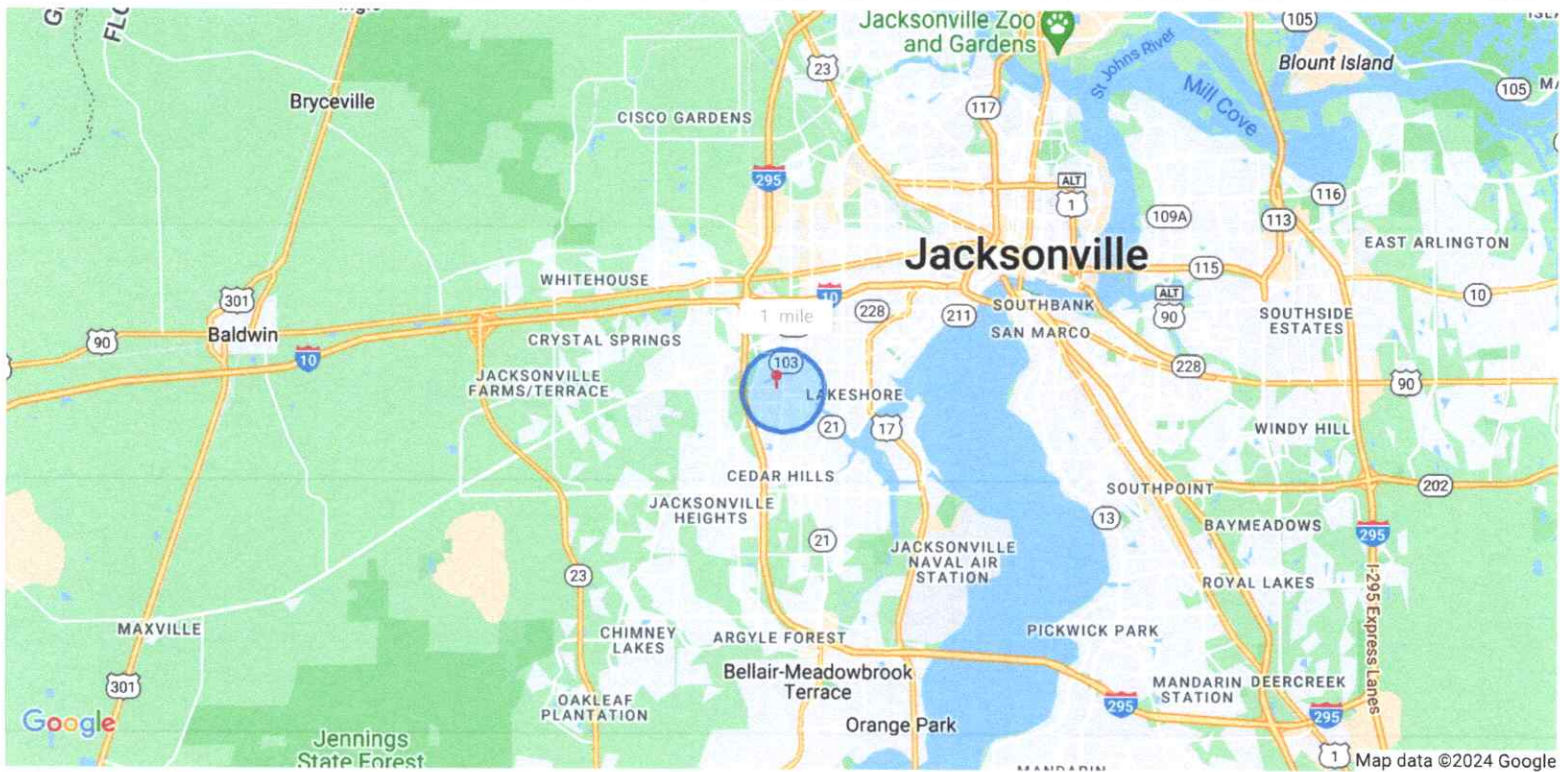 Jacksonville Zoo
and Gardens
St Johns River
Mill Cove
Blount Island
105
105
23
117
Bryceville
CISCO GARDENS
295
ALT
1
109A
116
113
EAST ARLINGTON
Jacksonville
115
ALT
90
10
WHITEHOUSE
10
1 mile
228
211
SOUTHBANK
SAN MARCO
SOUTHSIDE
ESTATES
301
90
Baldwin
10
CRYSTAL SPRINGS
JACKSONVILLE
FARMS/TERRACE
103
LAKESHORE
21
17
228
90
WINDY HILL
CEDAR HILLS
JACKSONVILLE
HEIGHTS
21
SOUTHPOINT
202
13
BAYMEADOWS
295
JACKSONVILLE
NAVAL AIR
STATION
ROYAL LAKES
I-295 Express Lanes
23
MAXVILLE
CHIMNEY
LAKES
ARGYLE FOREST
PICKWICK PARK
Bellair-Meadowbrook
Terrace
301
OAKLEAF
PLANTATION
Orange Park
295
MANDARIN
STATION
DEERCREEK
295
Google
Jennings
State Forest
MANDARIN
1
Map data ©2024 Google